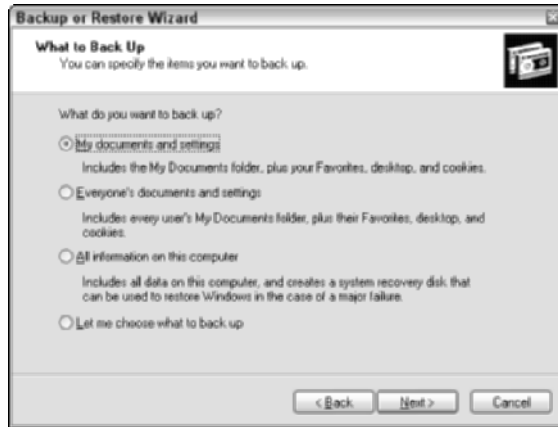 Backup or Restore Wizard
What to Back Up
You can specify the items you want to back up.
What do you want to back up?
My documents and settings
Includes the My Documents folder, plus your Favorites, desktop, and cookies.
Everyone's documents and settings
Includes every user's My Documents folder, plus their Favorites, desktop, and
cookies.
All information on this computer
Includes all data on this computer, and creates a system recovery disk that
can be used to restore Windows in the case of a major failure.
Let me choose what to back up
< Back Next > Cancel